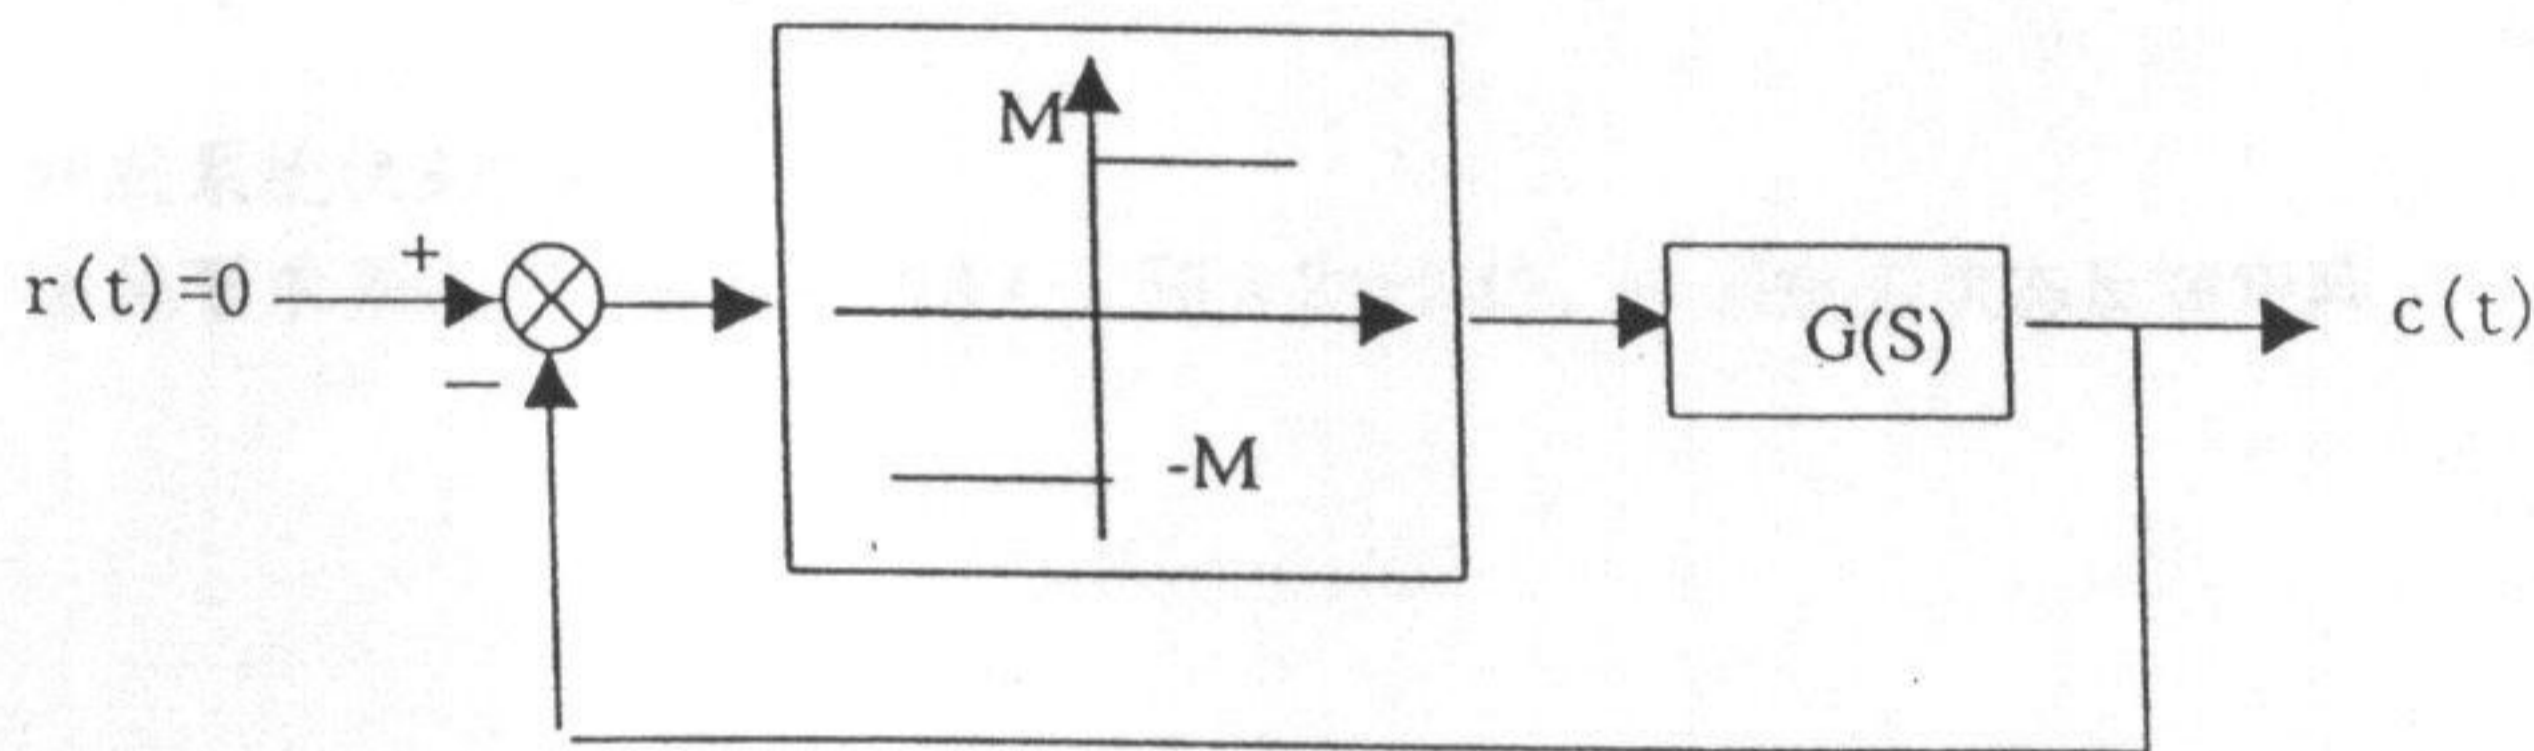 M
r(t)=0
+
G(S)
c(t)
—
-M